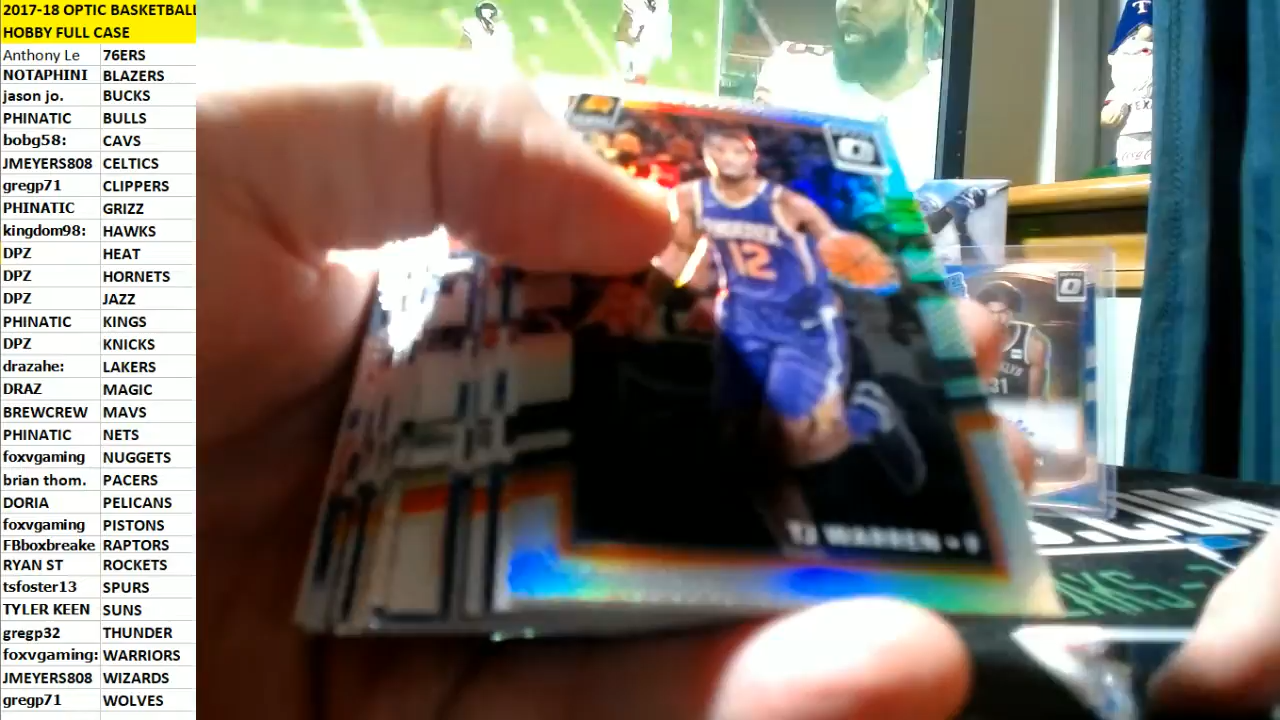 2017-18 OPTIC BASKETBALL
HOBBY FULL CASE
Anthony Le 76ERS
NOTAPHINI BLAZERS
jason jo. BUCKS
PHINATIC BULLS
bobg58: CAVS
JMEYERS808 CELTICS
gregp71 CLIPPERS
PHINATIC GRIZZ
kingdom98: HAWKS
DPZ HEAT
DPZ HORNETS
DPZ JAZZ
PHINATIC KINGS
DPZ KNICKS
drazahe: LAKERS
DRAZ MAGIC
BREWCREW MAVS
PHINATIC NETS
foxvgaming NUGGETS
brian thom. PACERS
DORIA PELICANS
foxvgaming PISTONS
FBboxbreake RAPTORS
RYAN ST ROCKETS
tsfoster13 SPURS
TYLER KEEN SUNS
gregp32 THUNDER
foxvgaming: WARRIORS
JMEYERS808 WIZARDS
gregp71 WOLVES
12
TJ WARREN • F
31
T